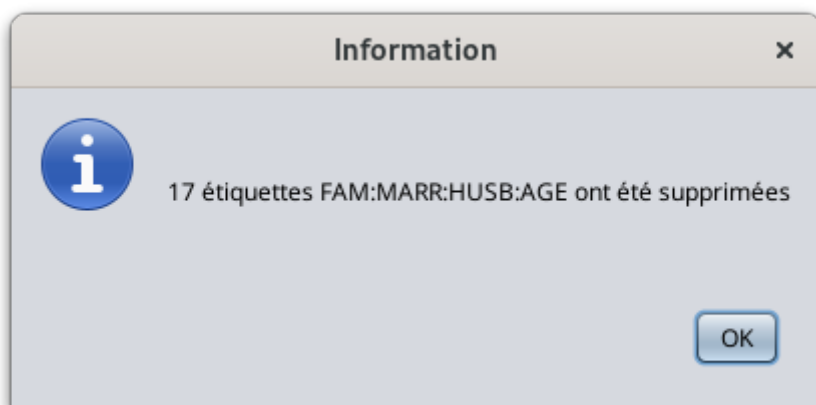 Information
17 étiquettes FAM:MARR:HUSB:AGE ont été supprimées
OK